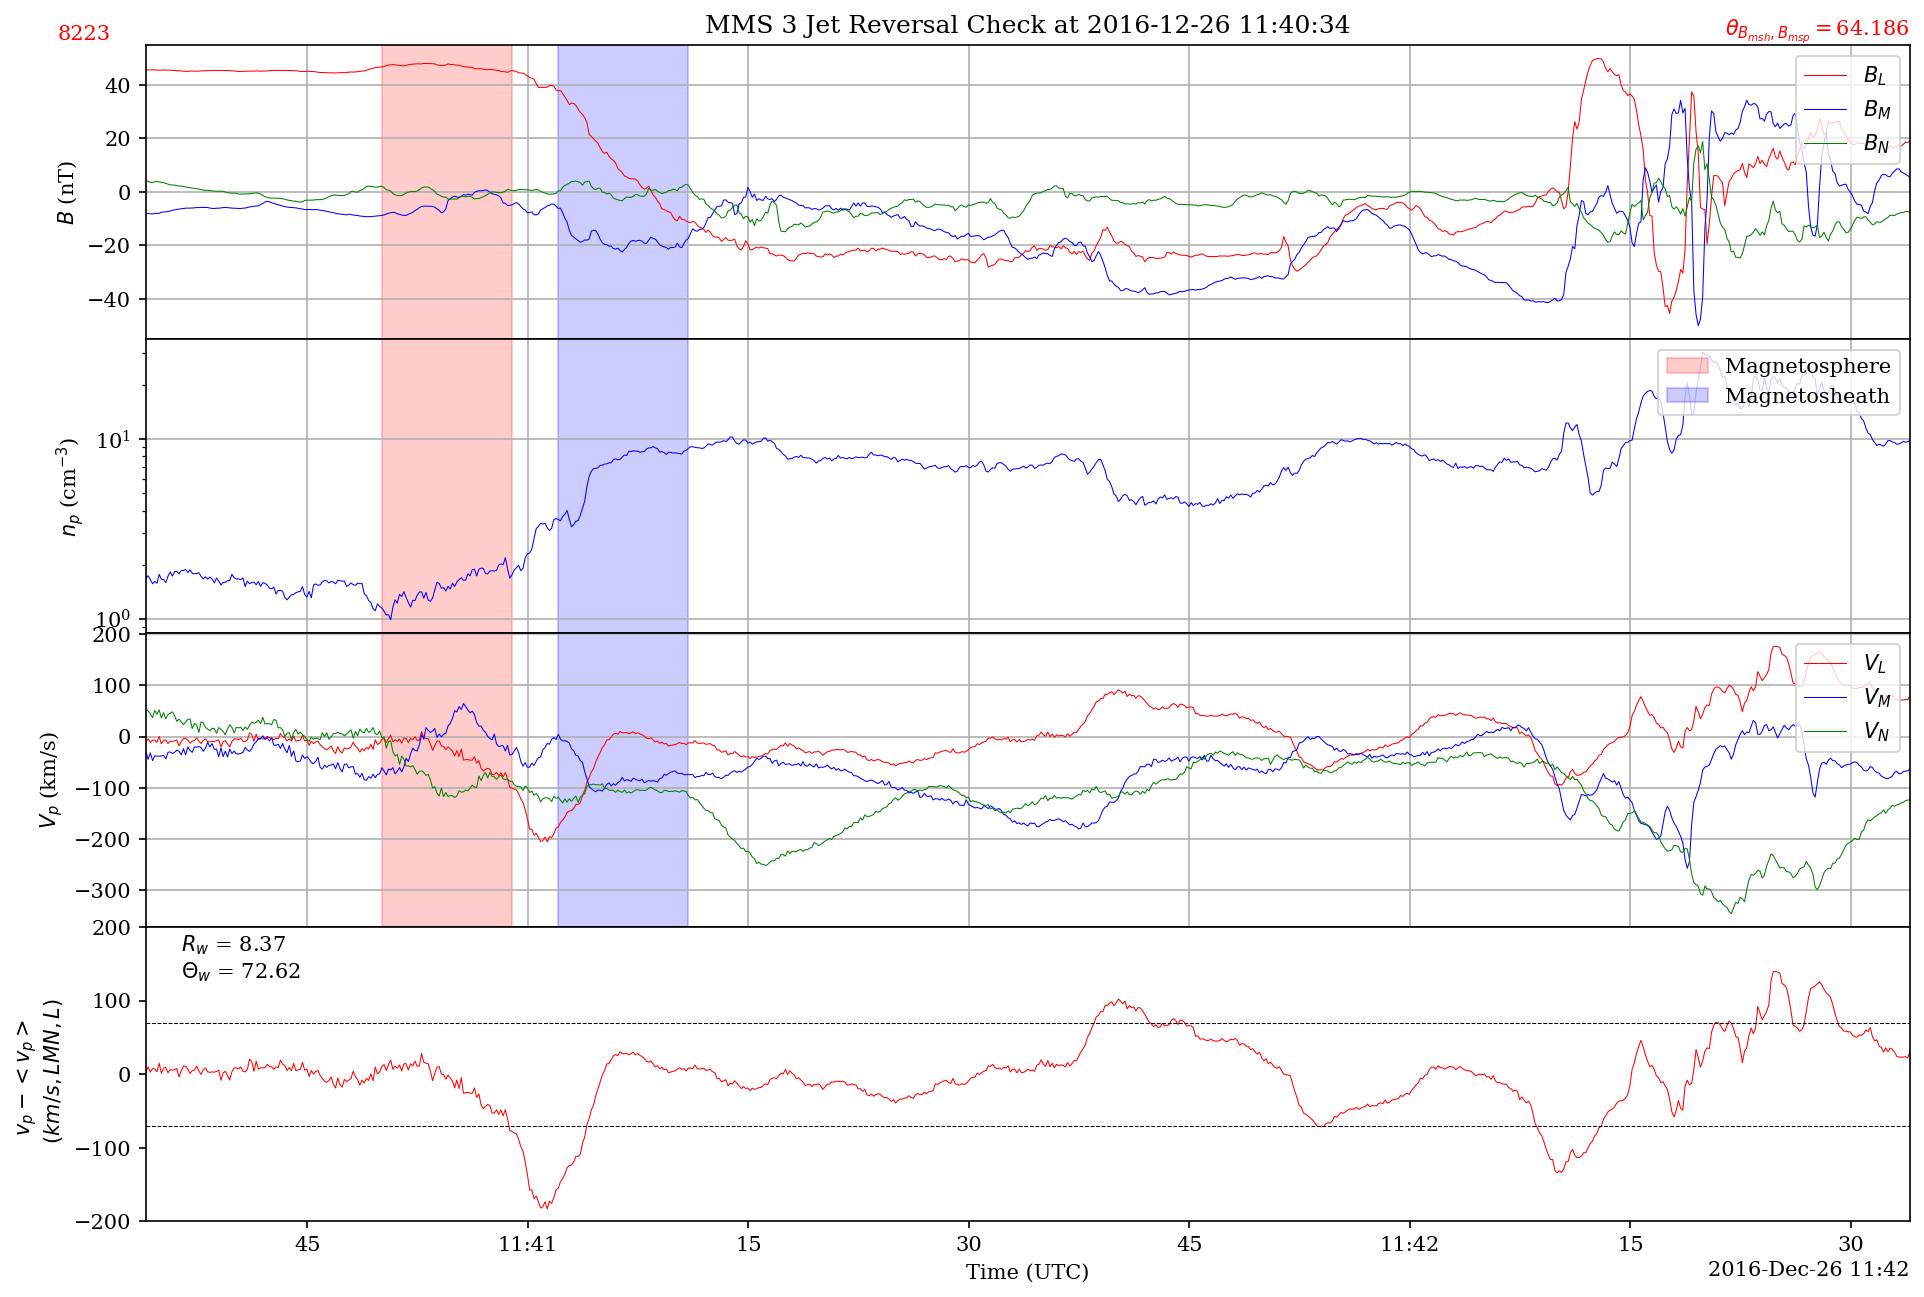 MMS 3 Jet Reversal Check at 2016-12-26 11:40:34
8223
θ_{B_{msh}, B_{msp}} = 64.186
B (nT)
40
20
0
−20
−40
B_L
B_M
B_N
n_p (cm^{−3})
10^1
10^0
Magnetosphere
Magnetosheath
V_p (km/s)
200
100
0
−100
−200
−300
V_L
V_M
V_N
v_p − < v_p >
(km/s, LMN, L)
200
100
0
−100
−200
R_w = 8.37
Θ_w = 72.62
45 11:41 15 30 45 11:42 15 30
Time (UTC)
2016-Dec-26 11:42